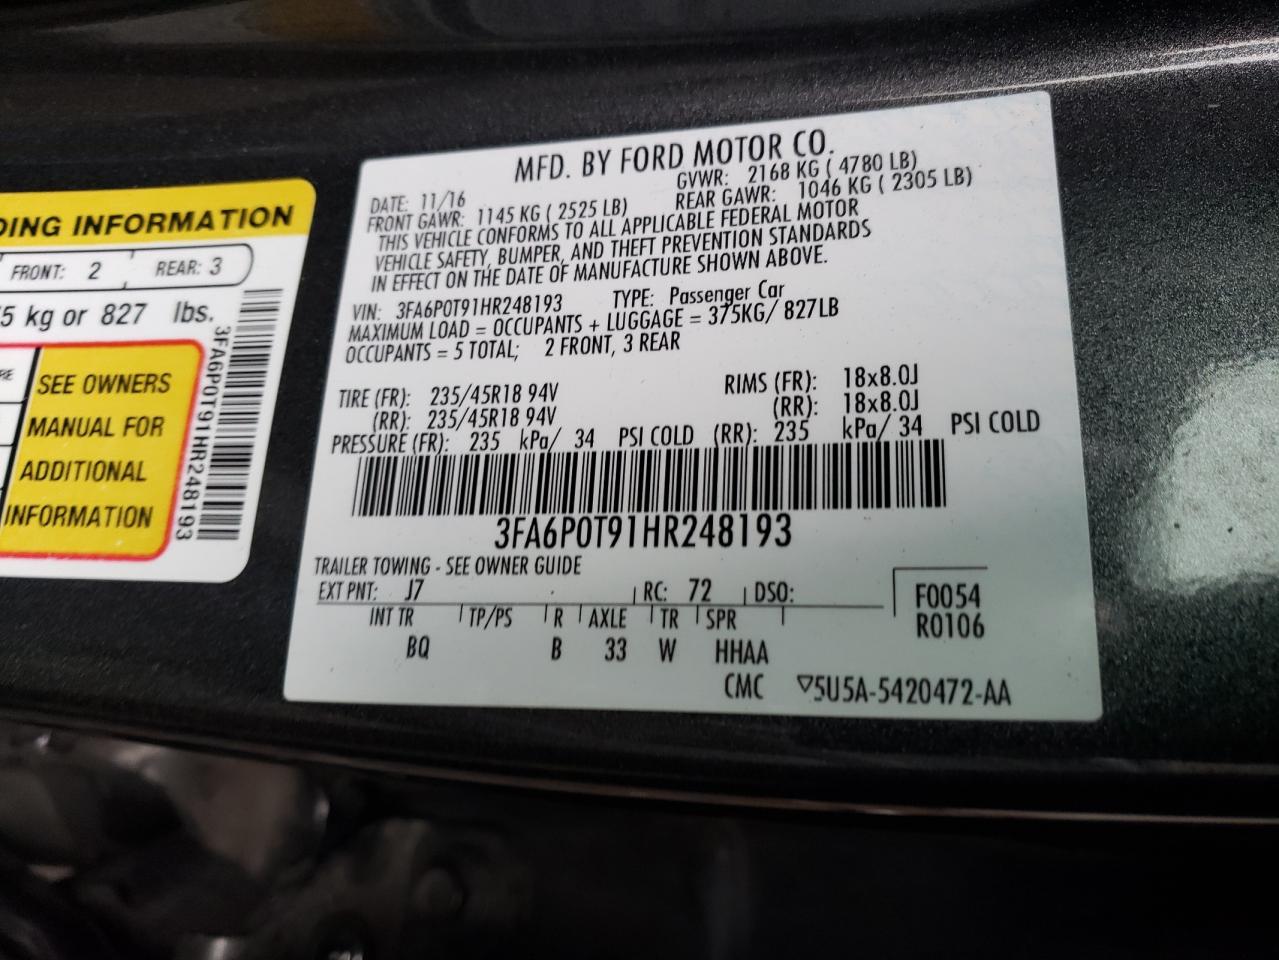 DING INFORMATION
FRONT: 2 REAR: 3
5 kg or 827 lbs.
RE
SEE OWNERS
MANUAL FOR
ADDITIONAL
INFORMATION
3FA6P0T91HR248193
MFD. BY FORD MOTOR CO.
DATE: 11/16 GVWR: 2168 KG ( 4780 LB)
FRONT GAWR: 1145 KG ( 2525 LB) REAR GAWR: 1046 KG ( 2305 LB)
THIS VEHICLE CONFORMS TO ALL APPLICABLE FEDERAL MOTOR
VEHICLE SAFETY, BUMPER, AND THEFT PREVENTION STANDARDS
IN EFFECT ON THE DATE OF MANUFACTURE SHOWN ABOVE.
VIN: 3FA6P0T91HR248193 TYPE: Passenger Car
MAXIMUM LOAD = OCCUPANTS + LUGGAGE = 375KG/ 827LB
OCCUPANTS = 5 TOTAL; 2 FRONT, 3 REAR
TIRE (FR): 235/45R18 94V RIMS (FR): 18x8.0J
(RR): 235/45R18 94V (RR): 18x8.0J
PRESSURE (FR): 235 kPa/ 34 PSI COLD (RR): 235 kPa/ 34 PSI COLD
3FA6P0T91HR248193
TRAILER TOWING - SEE OWNER GUIDE
EXT PNT: J7 RC: 72 DSO: F0054
INT TR TP/PS R AXLE TR SPR R0106
BQ B 33 W HHAA
CMC ▽5U5A-5420472-AA